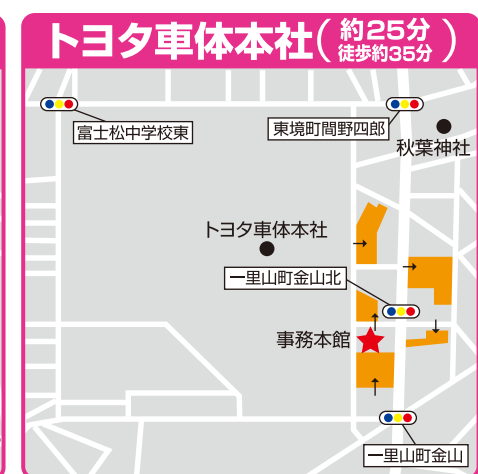 トヨタ車体本社(約25分 徒歩約35分)
富士松中学校東
東境町間野四郎
秋葉神社
トヨタ車体本社
一里山町金山北
事務本館
一里山町金山